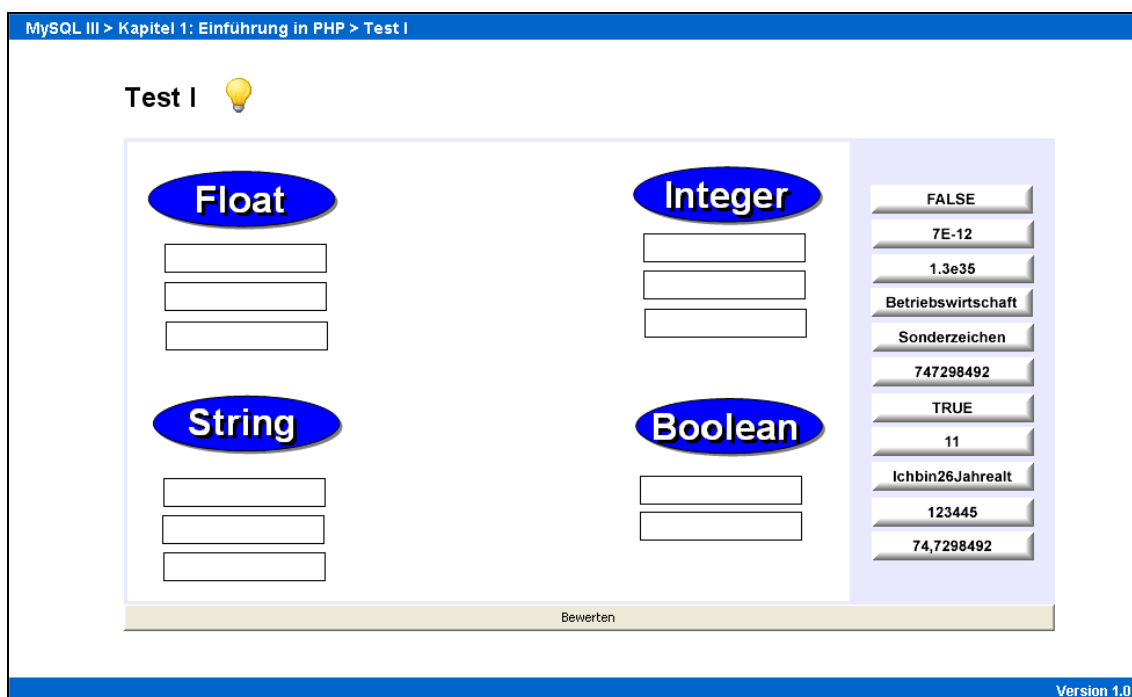 MySQL III > Kapitel 1: Einführung in PHP > Test I
Test I
Float
Integer
String
Boolean
FALSE
7E-12
1.3e35
Betriebswirtschaft
Sonderzeichen
747298492
TRUE
11
Ichbin26Jahrealt
123445
74,7298492
Bewerten
Version 1.0